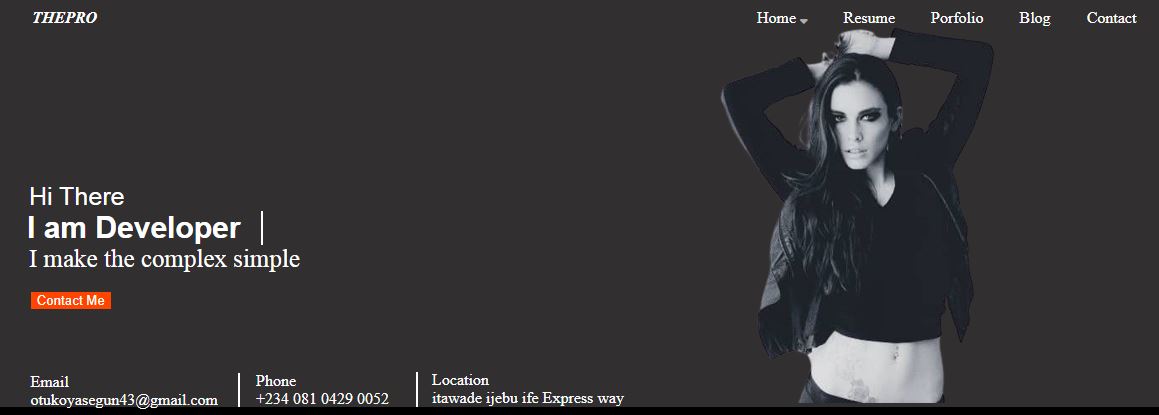 THEPRO
Home Resume Porfolio Blog Contact
Hi There
I am Developer
I make the complex simple
Contact Me
Email
otukoyasegun43@gmail.com
Phone
+234 081 0429 0052
Location
itawade ijebu ife Express way